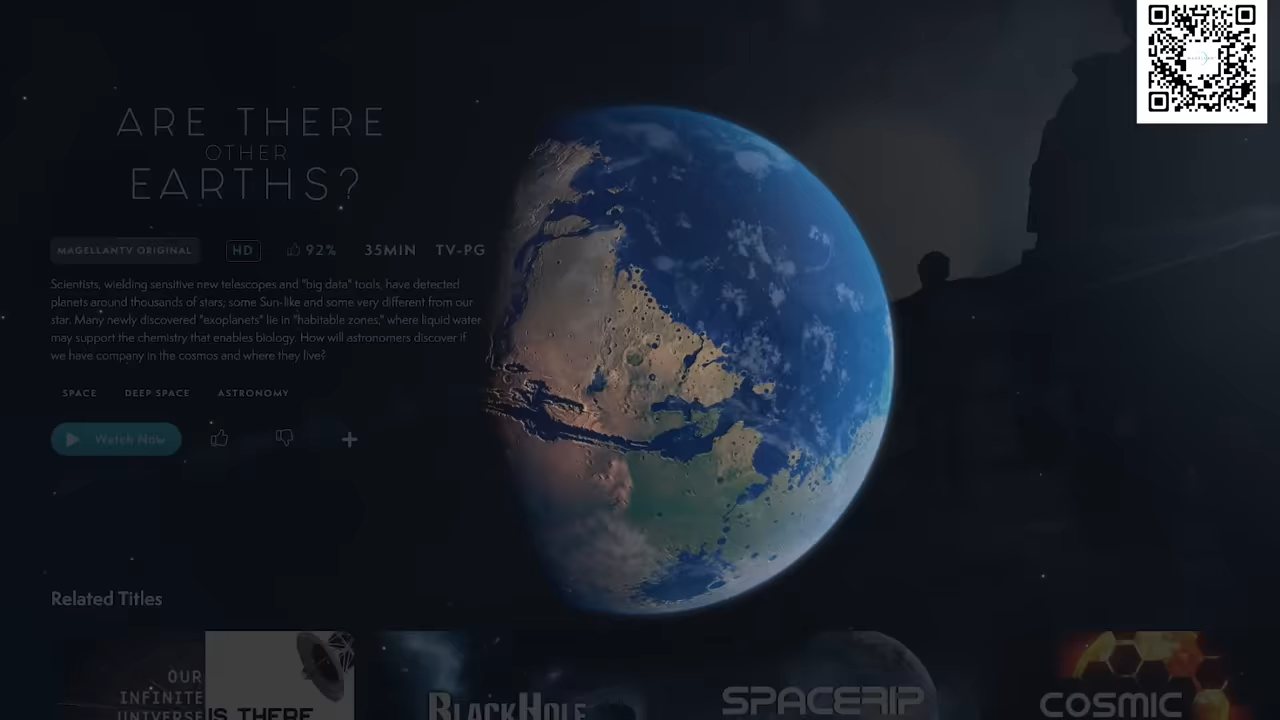 ARE THERE
OTHER
EARTHS?
MAGELLANTV ORIGINAL HD 92% 35MIN TV-PG
Scientists, wielding sensitive new telescopes and "big data" tools, have detected
planets around thousands of stars; some Sun-like and some very different from our
star. Many newly discovered "exoplanets" lie in "habitable zones," where liquid water
may support the chemistry that enables biology. How will astronomers discover if
we have company in the cosmos and where they live?
SPACE DEEP SPACE ASTRONOMY
Watch Now
Related Titles
OUR
INFINITE
UNIVERSE
IS THERE
BLACKHOLE
SPACERIP
COSMIC